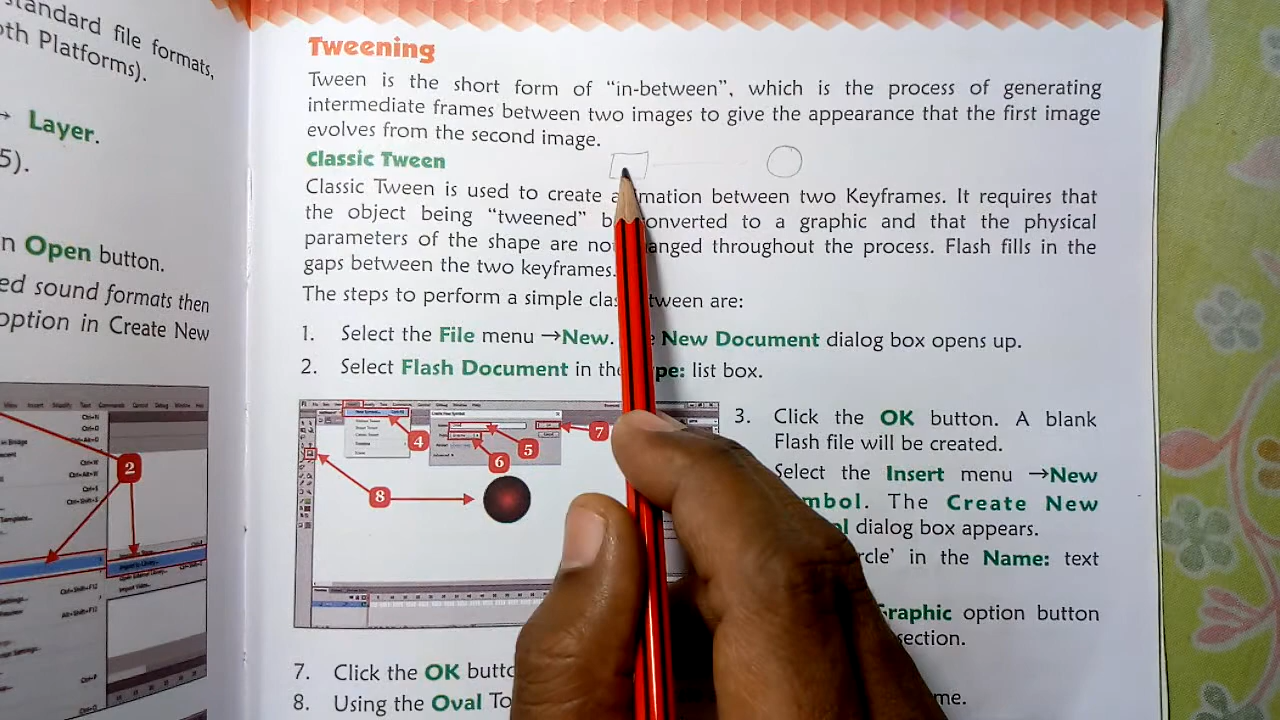 standard file formats,
oth Platforms).
Layer.
5).
n Open button.
ed sound formats then
option in Create New
2
Tweening
Tween is the short form of “in-between”, which is the process of generating
intermediate frames between two images to give the appearance that the first image
evolves from the second image.
Classic Tween
Classic Tween is used to create animation between two Keyframes. It requires that
the object being “tweened” b converted to a graphic and that the physical
parameters of the shape are no anged throughout the process. Flash fills in the
gaps between the two keyframes.
The steps to perform a simple clas tween are:
1. Select the File menu →New. e New Document dialog box opens up.
2. Select Flash Document in the ype: list box.
4
5
6
7
8
3. Click the OK button. A blank
Flash file will be created.
Select the Insert menu →New
mbol. The Create New
ol dialog box appears.
rcle’ in the Name: text
Graphic option button
section.
7. Click the OK butto
8. Using the Oval To
me.